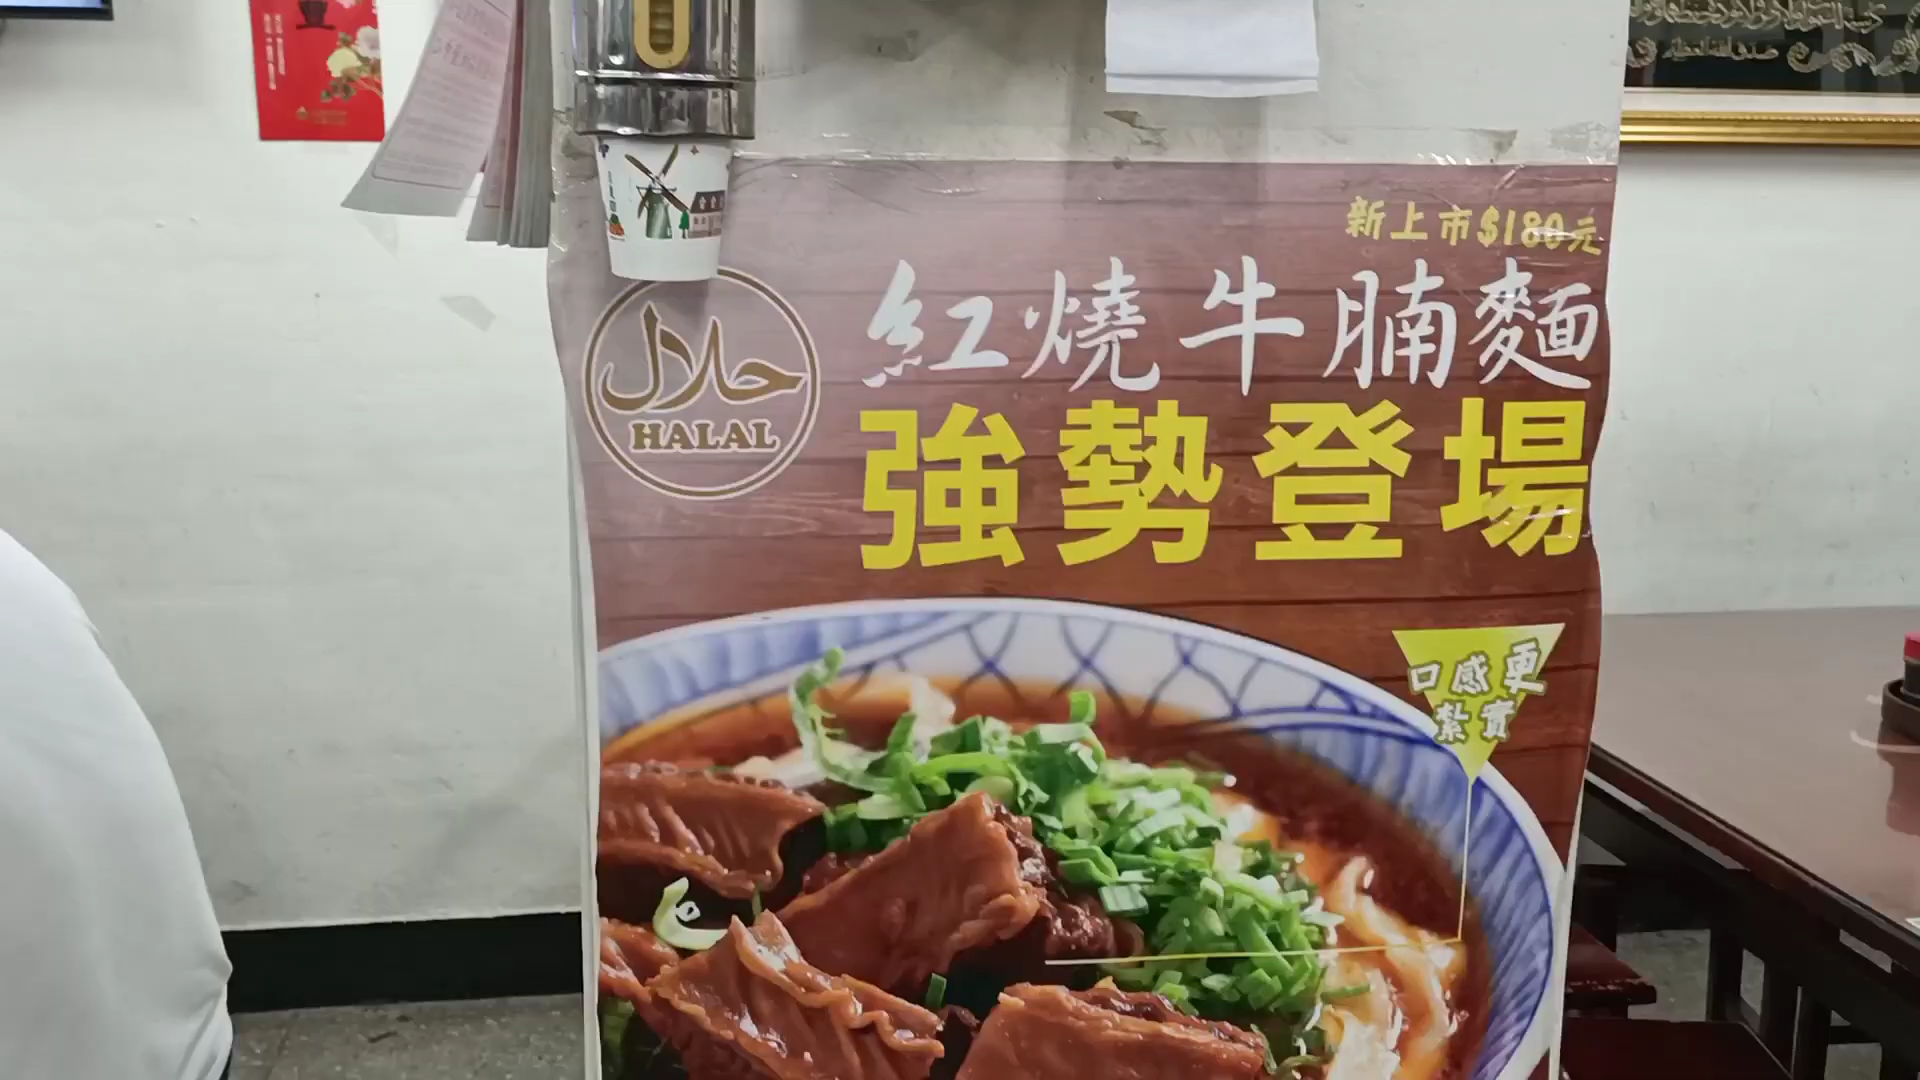 新上市$180元
紅燒牛腩麵
強勢登場
حلال
HALAL
口感更
紮實